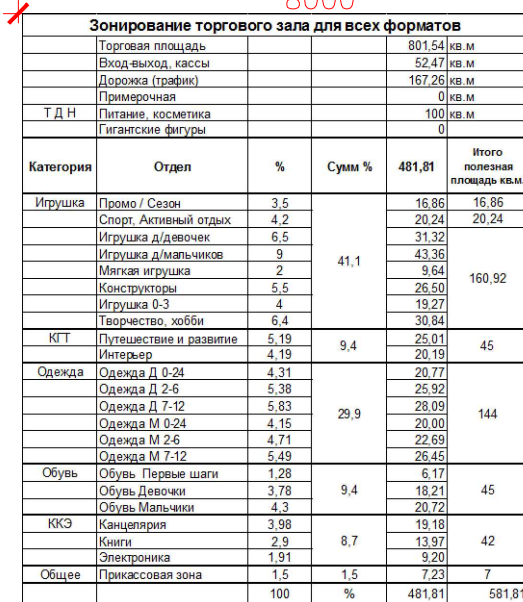 8000
Зонирование торгового зала для всех форматов
Торговая площадь 801,54 кв.м
Вход-выход, кассы 52,47 кв.м
Дорожка (трафик) 167,26 кв.м
Примерочная 0 кв.м
Т Д Н Питание, косметика 100 кв.м
Гигантские фигуры 0
Категория Отдел % Сумм % 481,81 Итого полезная площадь кв.м.
Игрушка Промо / Сезон 3,5 16,86 16,86
Спорт, Активный отдых 4,2 20,24 20,24
Игрушка д/девочек 6,5 31,32
Игрушка д/мальчиков 9 43,36
41,1
Мягкая игрушка 2 9,64
160,92
Конструкторы 5,5 26,50
Игрушка 0-3 4 19,27
Творчество, хобби 6,4 30,84
КГТ Путешествие и развитие 5,19 9,4 25,01 45
Интерьер 4,19 20,19
Одежда Одежда Д 0-24 4,31 20,77
Одежда Д 2-6 5,38 25,92
Одежда Д 7-12 5,83 28,09
29,9 144
Одежда М 0-24 4,15 20,00
Одежда М 2-6 4,71 22,69
Одежда М 7-12 5,49 26,45
Обувь Обувь Первые шаги 1,28 6,17
Обувь Девочки 3,78 9,4 18,21 45
Обувь Мальчики 4,3 20,72
ККЭ Канцелярия 3,98 19,18
Книги 2,9 8,7 13,97 42
Электроника 1,91 9,20
Общее Прикассовая зона 1,5 1,5 7,23 7
100 % 481,81 581,81